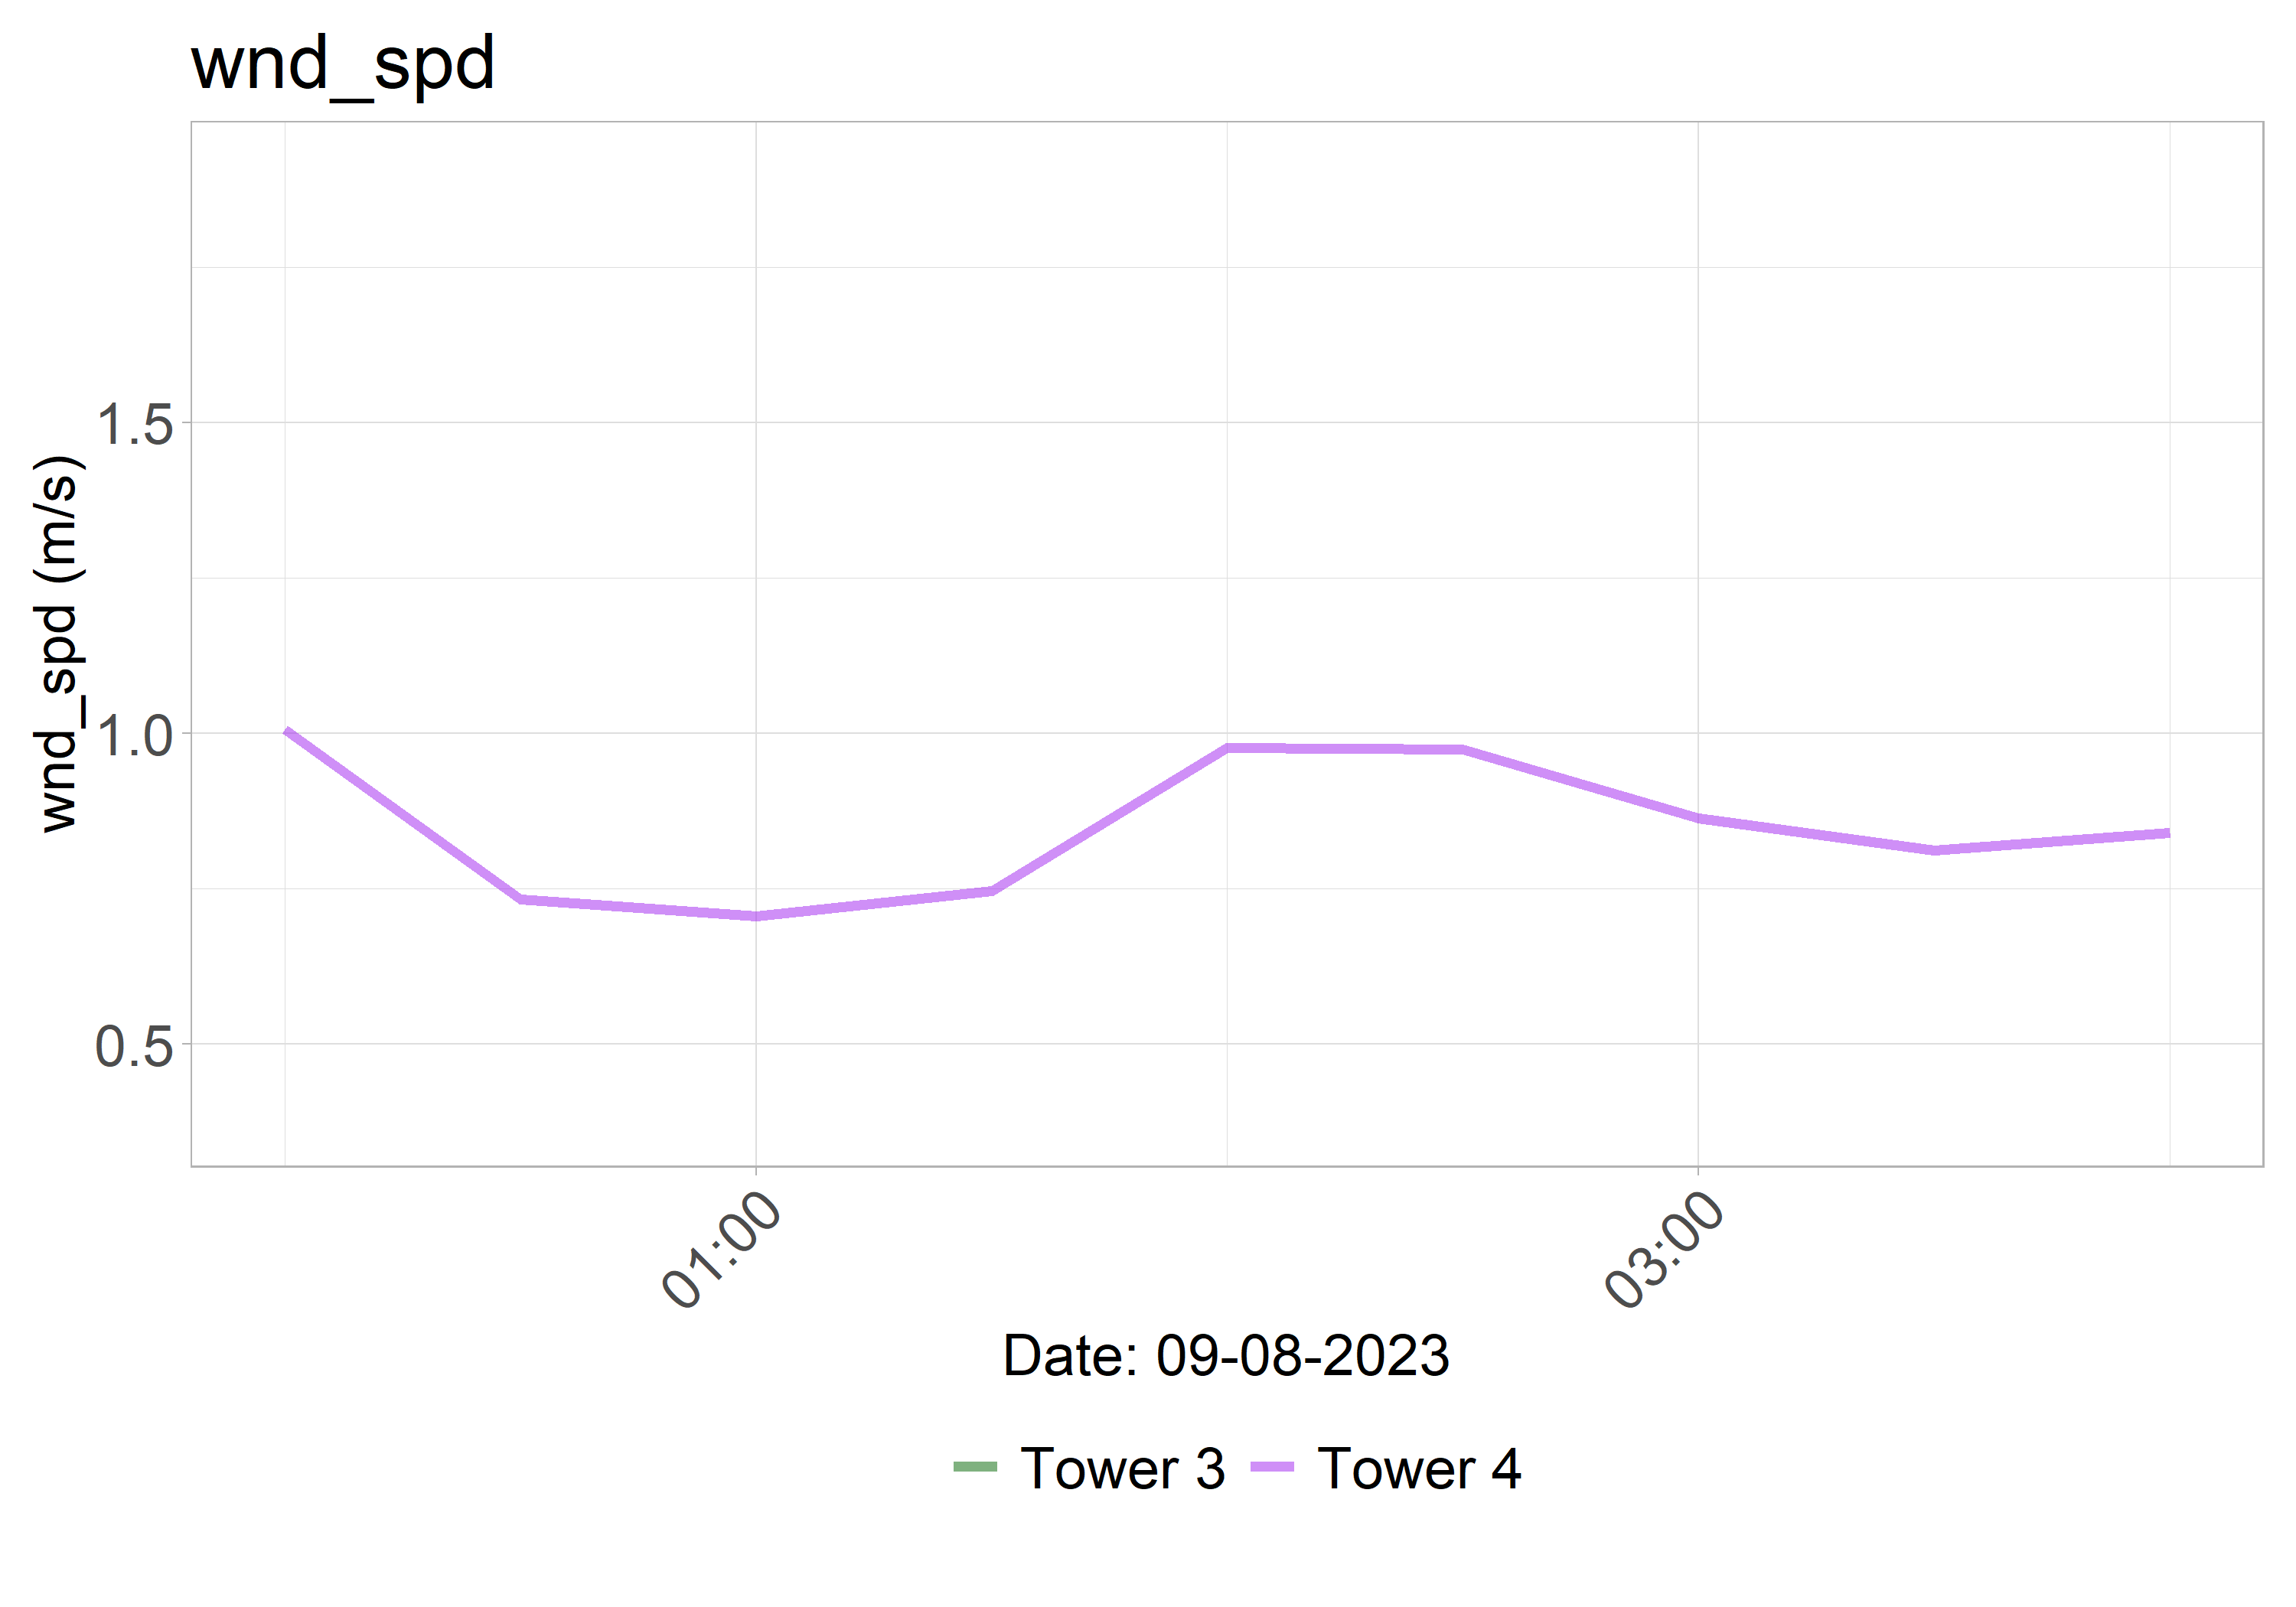 wnd_spd
wnd_spd (m/s)
1.5
1.0
0.5
01:00 03:00
Date: 09-08-2023
Tower 3 Tower 4